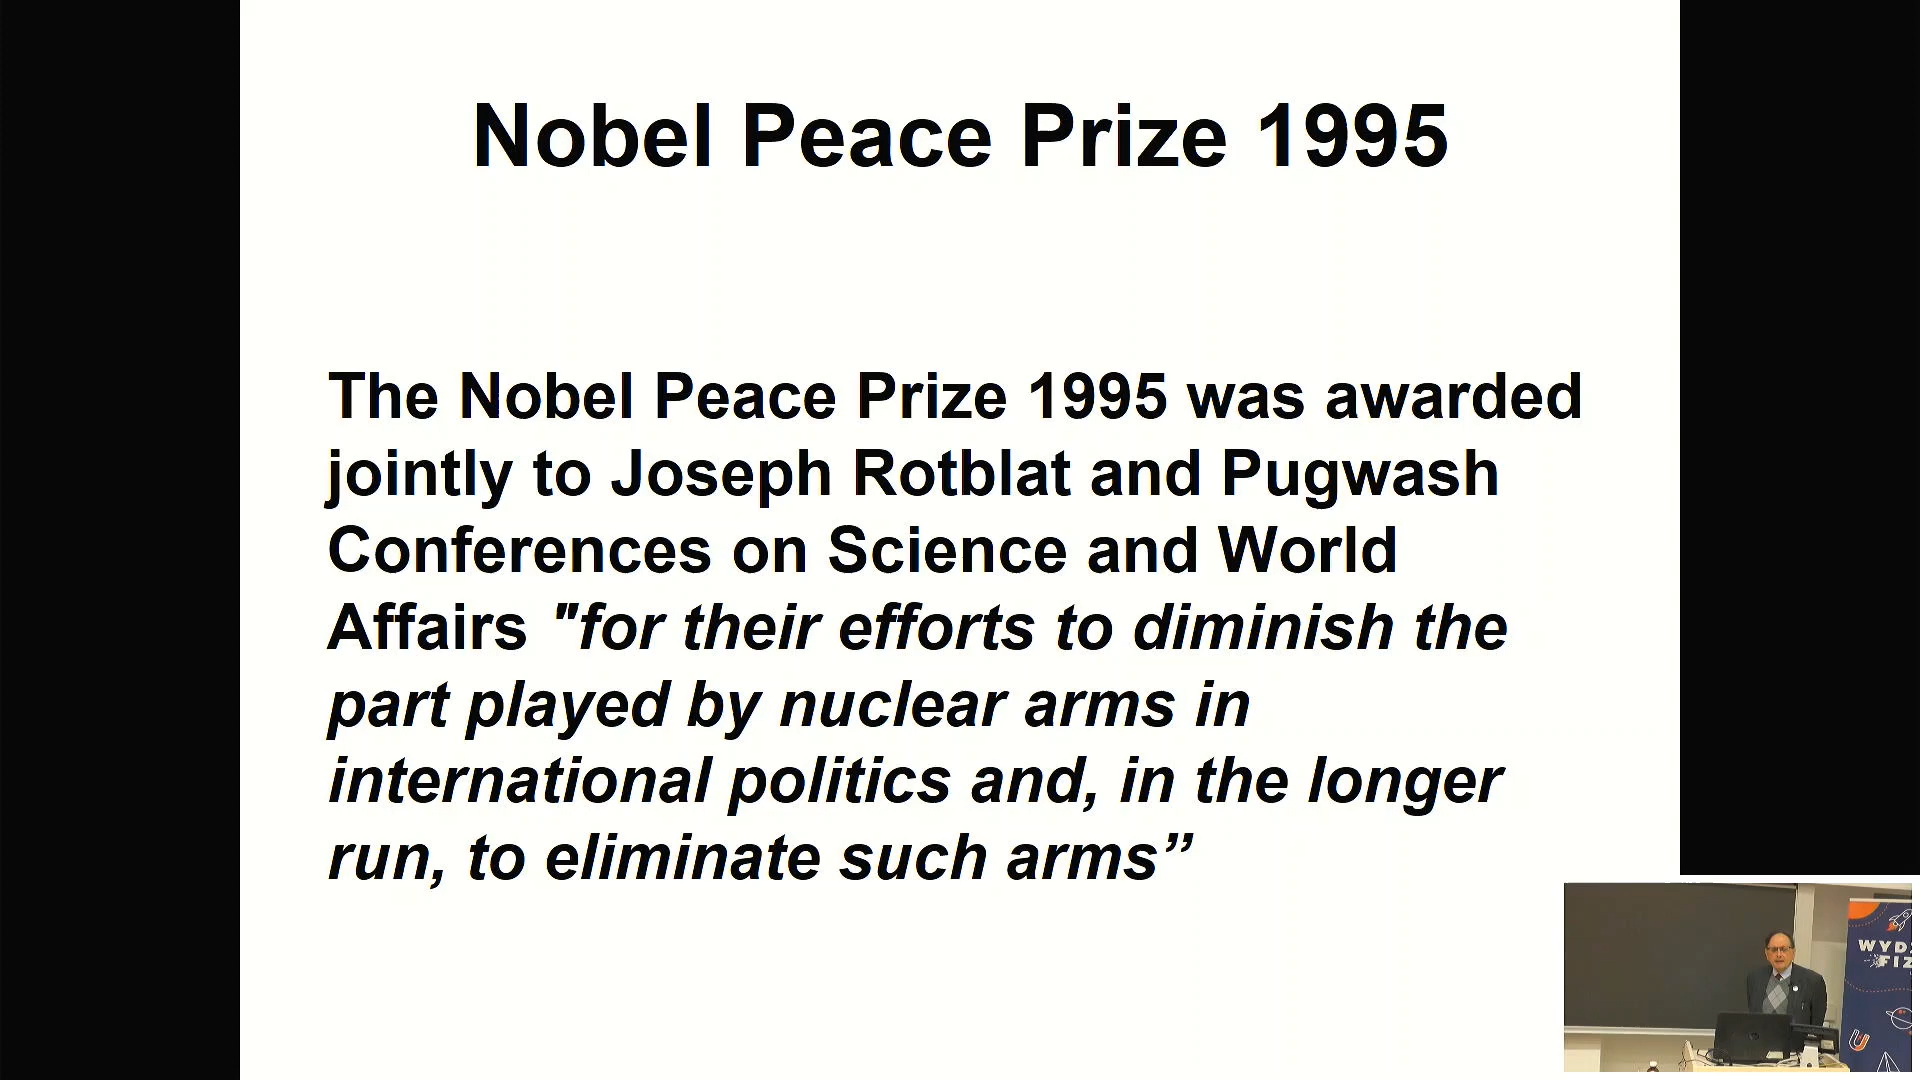 Nobel Peace Prize 1995
The Nobel Peace Prize 1995 was awarded
jointly to Joseph Rotblat and Pugwash
Conferences on Science and World
Affairs "for their efforts to diminish the
part played by nuclear arms in
international politics and, in the longer
run, to eliminate such arms”
WYDZ
FIZ